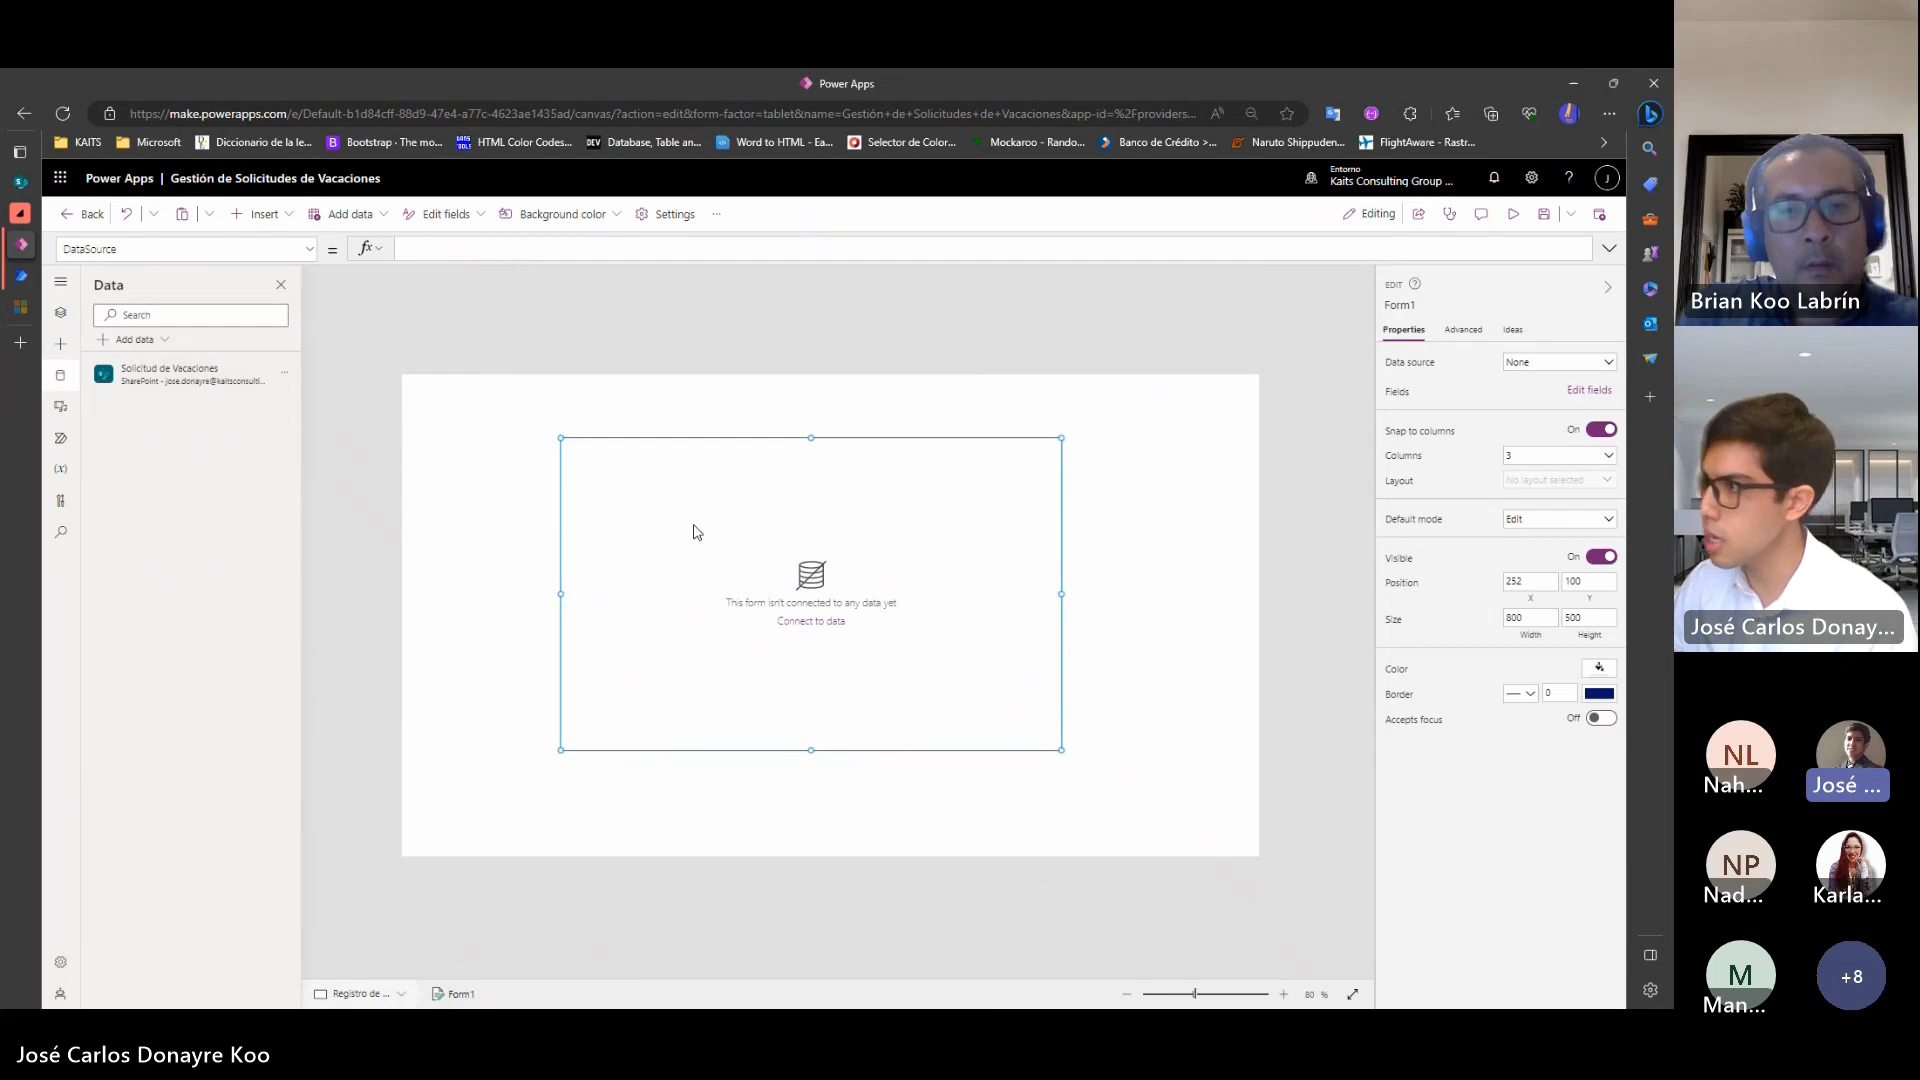 Power Apps
https://make.powerapps.com/e/Default-b1d84cff-88d9-47e4-a77c-4623ae1435ad/canvas/?action=edit&form-factor=tablet&name=Gestión+de+Solicitudes+de+Vacaciones&app-id=%2Fproviders...
KAITS
Microsoft
Diccionario de la le...
Bootstrap · The mo...
HTML Color Codes...
DEV Database, Table an...
Word to HTML - Ea...
Selector de Color...
Mockaroo - Rando...
Banco de Crédito >...
Naruto Shippuden...
FlightAware - Rastr...
Power Apps | Gestión de Solicitudes de Vacaciones
Entorno
Kaits Consulting Group ...
J
Back
Insert
Add data
Edit fields
Background color
Settings
...
Editing
DataSource
=
fx
Data
Search
Add data
Solicitud de Vacaciones
SharePoint - jose.donayre@kaitsconsulti...
This form isn't connected to any data yet
Connect to data
EDIT
Form1
Properties
Advanced
Ideas
Data source
None
Fields
Edit fields
Snap to columns
On
Columns
3
Layout
No layout selected
Default mode
Edit
Visible
On
Position
252
100
X
Y
Size
800
500
Width
Height
Color
Border
0
Accepts focus
Off
Registro de ...
Form1
80 %
Brian Koo Labrín
José Carlos Donay...
NL
Nah...
José ...
NP
Nad...
Karla...
M
Man...
+8
José Carlos Donayre Koo